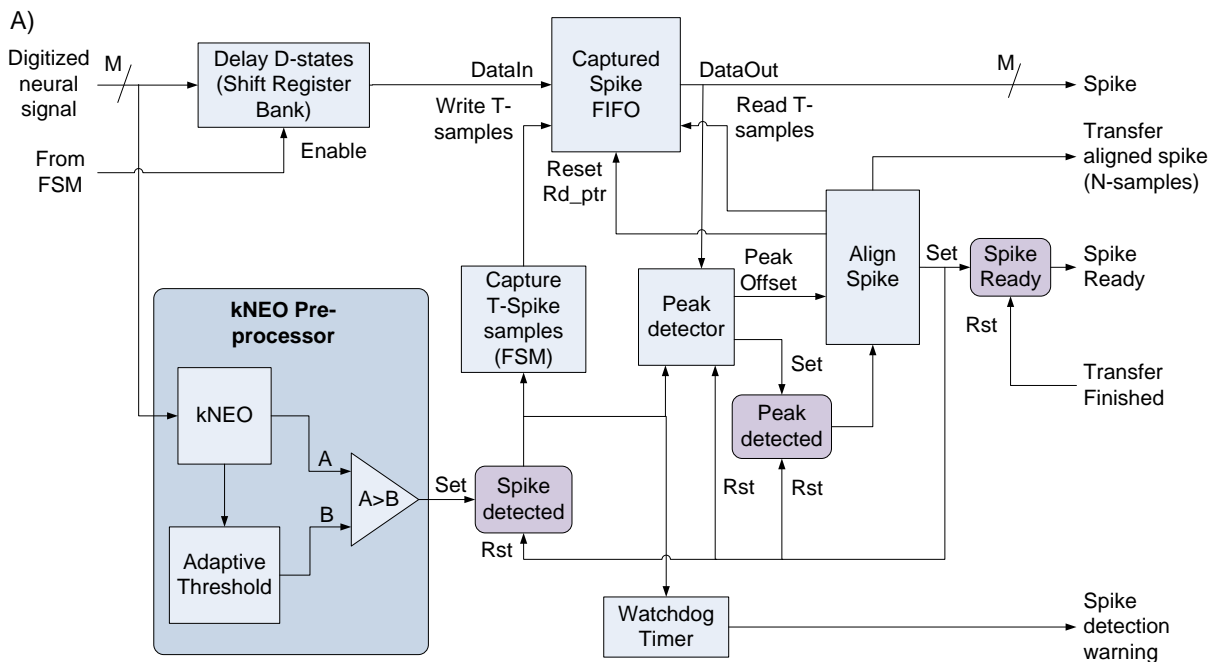 A)
Digitized
neural
signal
M
Delay D-states
(Shift Register
Bank)
DataIn
Write T-
samples
Captured
Spike
FIFO
DataOut
Read T-
samples
M
Spike
From
FSM
Enable
Transfer
aligned spike
(N-samples)
Reset
Rd_ptr
Capture
T-Spike
samples
(FSM)
Peak
detector
Peak
Offset
Align
Spike
Set
Spike
Ready
Spike
Ready
Rst
Transfer
Finished
Set
Peak
detected
Rst
Rst
kNEO Pre-
processor
kNEO
A
B
A>B
Adaptive
Threshold
Set
Spike
detected
Rst
Watchdog
Timer
Spike
detection
warning